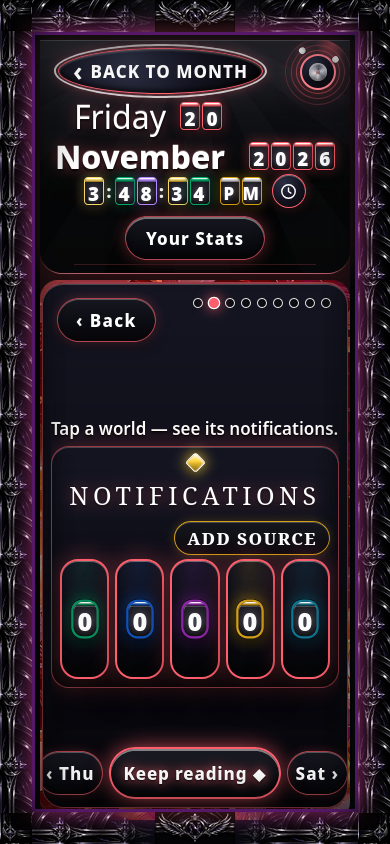 ‹ BACK TO MONTH
Friday 20
November 2026
3:48:34 PM
Your Stats
‹ Back
Tap a world — see its notifications.
NOTIFICATIONS
ADD SOURCE
0 0 0 0 0
‹ Thu Keep reading ◆ Sat ›